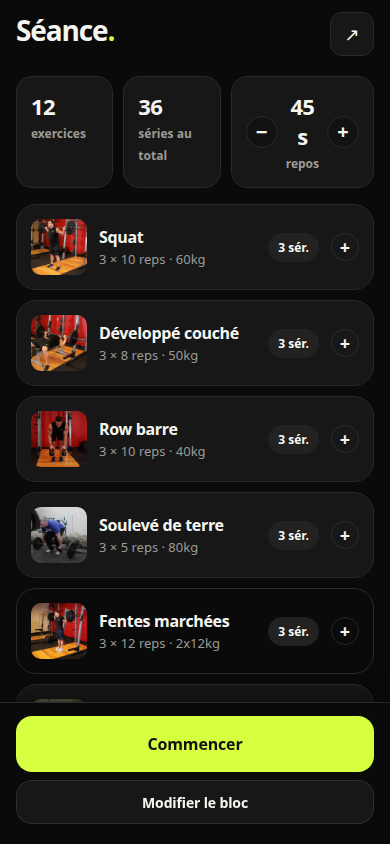 Séance.
↗
12
exercices
36
séries au
total
−
45
s
repos
+
Squat
3 × 10 reps · 60kg
3 sér.
+
Développé couché
3 × 8 reps · 50kg
3 sér.
+
Row barre
3 × 10 reps · 40kg
3 sér.
+
Soulevé de terre
3 × 5 reps · 80kg
3 sér.
+
Fentes marchées
3 × 12 reps · 2x12kg
3 sér.
+
Commencer
Modifier le bloc